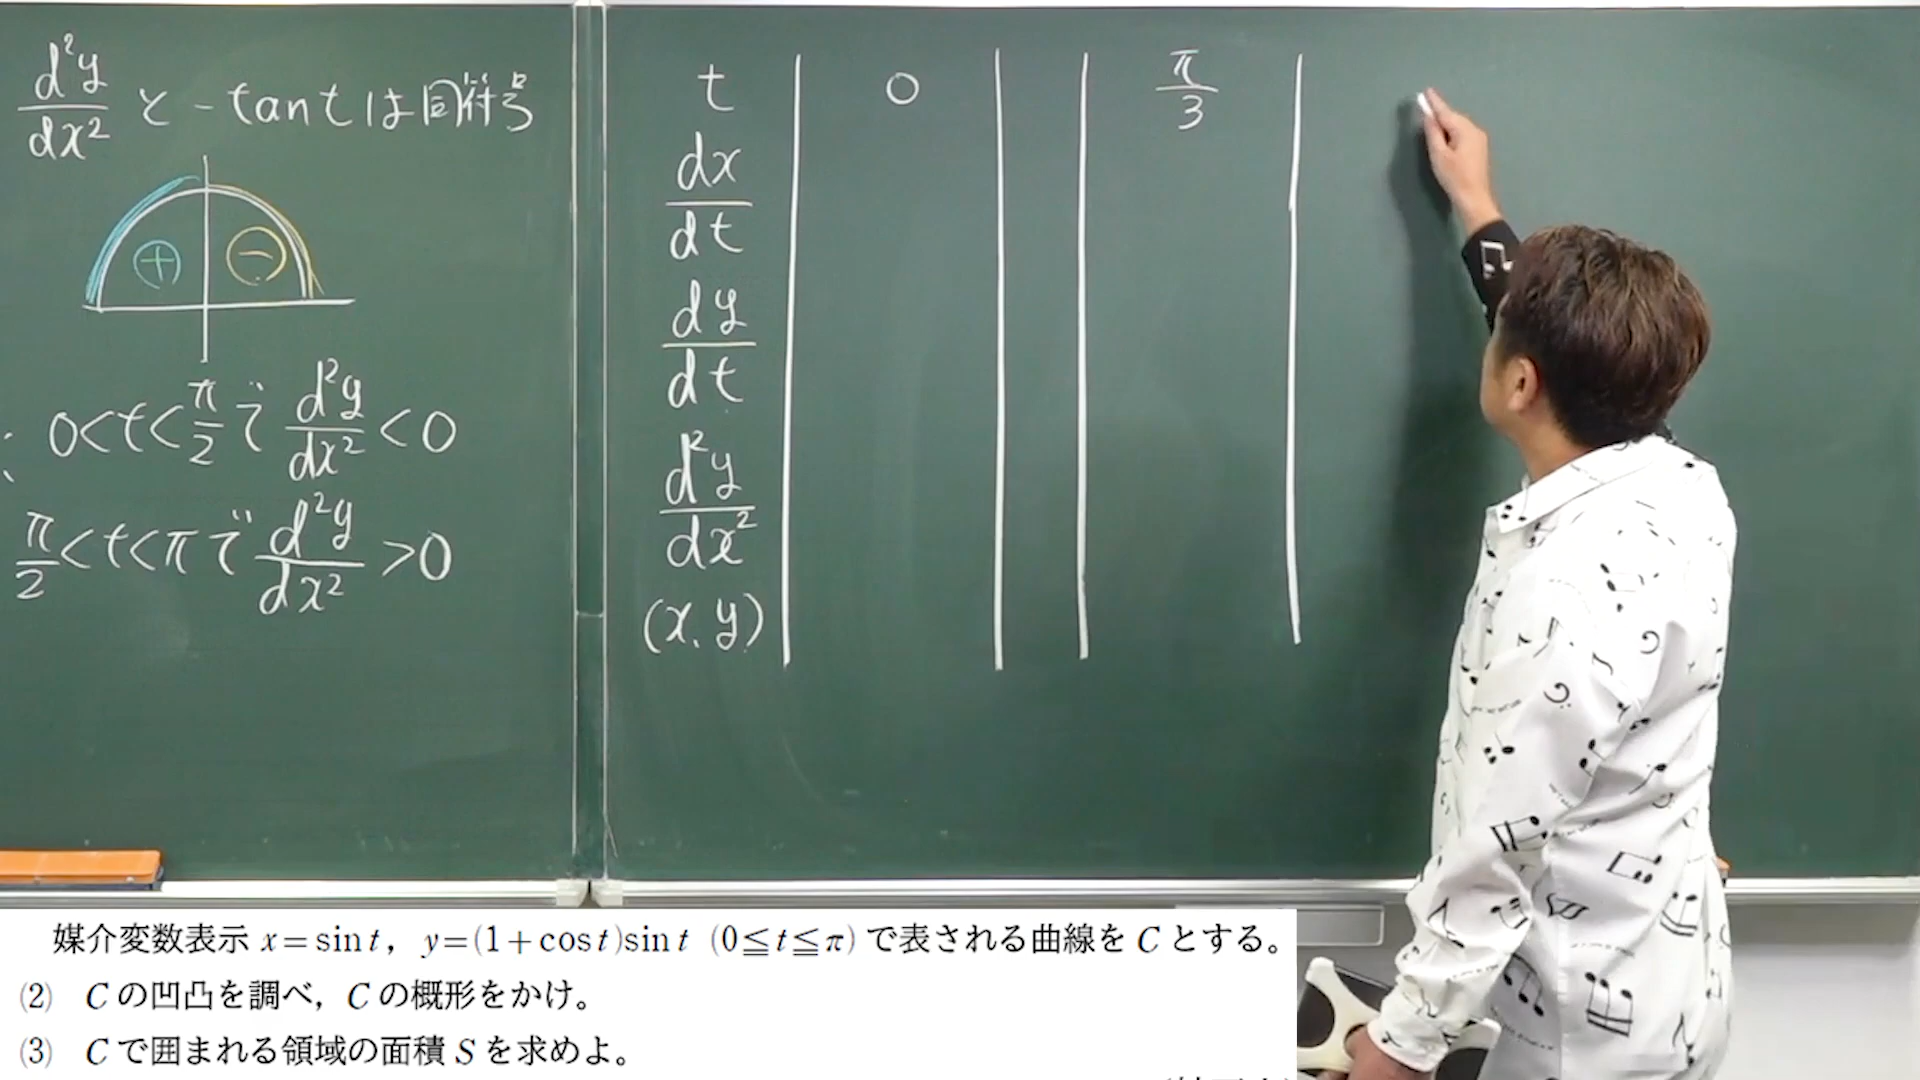 d²y/dx² と -tan t は同符号
⊕ ⊖
∴ 0<t<π/2 で d²y/dx² <0
π/2<t<π で d²y/dx² >0
t 0 π/3
dx/dt
dy/dt
d²y/dx²
(x, y)
媒介変数表示 x=sin t, y=(1+cos t)sin t (0≦t≦π) で表される曲線を C とする。
(2) C の凹凸を調べ, C の概形をかけ。
(3) C で囲まれる領域の面積 S を求めよ。